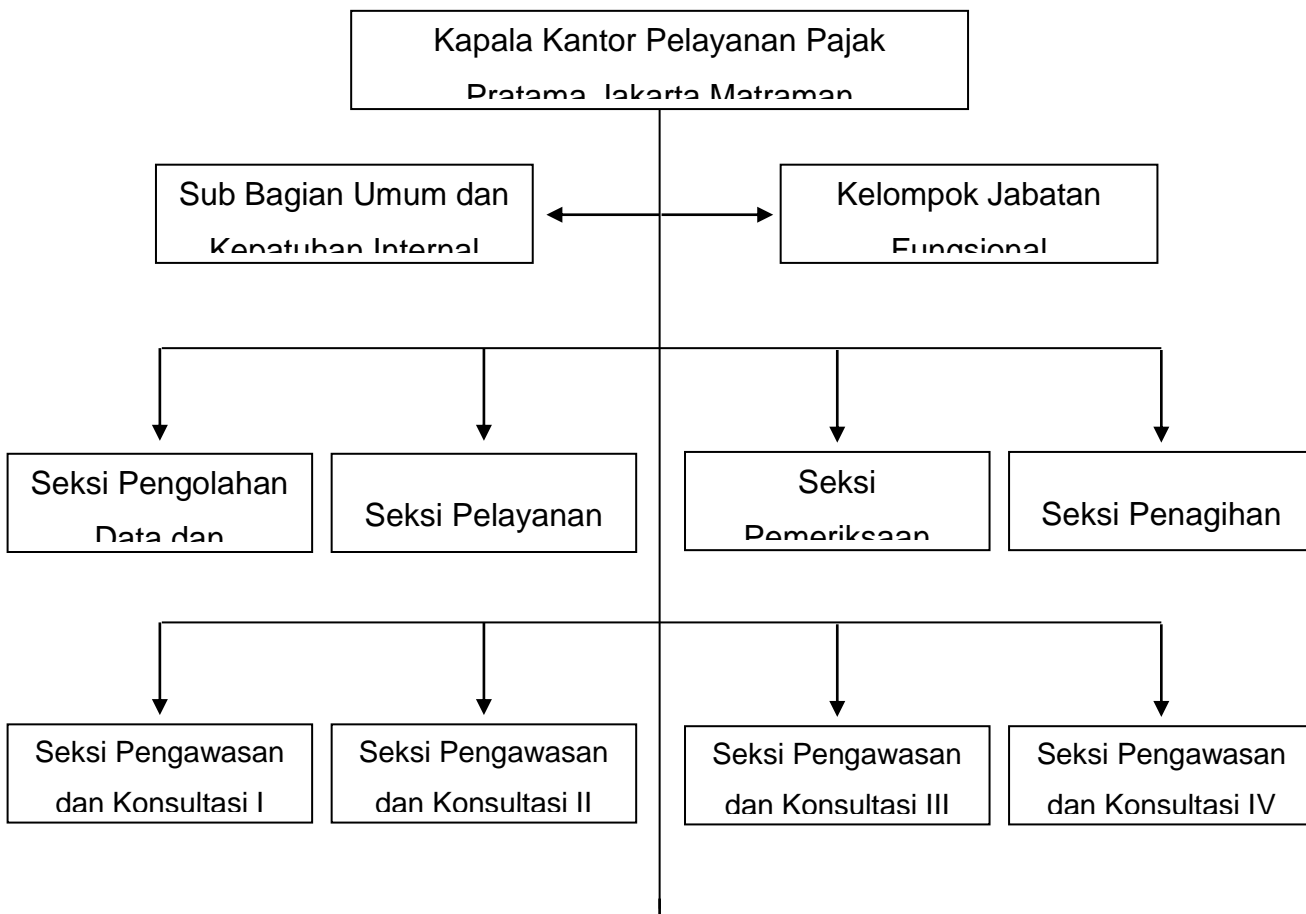 Kapala Kantor Pelayanan Pajak
Pratama Jakarta Matraman
Sub Bagian Umum dan
Kepatuhan Internal
Kelompok Jabatan
Fungsional
Seksi Pengolahan
Data dan
Seksi Pelayanan
Seksi
Pemeriksaan
Seksi Penagihan
Seksi Pengawasan
dan Konsultasi I
Seksi Pengawasan
dan Konsultasi II
Seksi Pengawasan
dan Konsultasi III
Seksi Pengawasan
dan Konsultasi IV